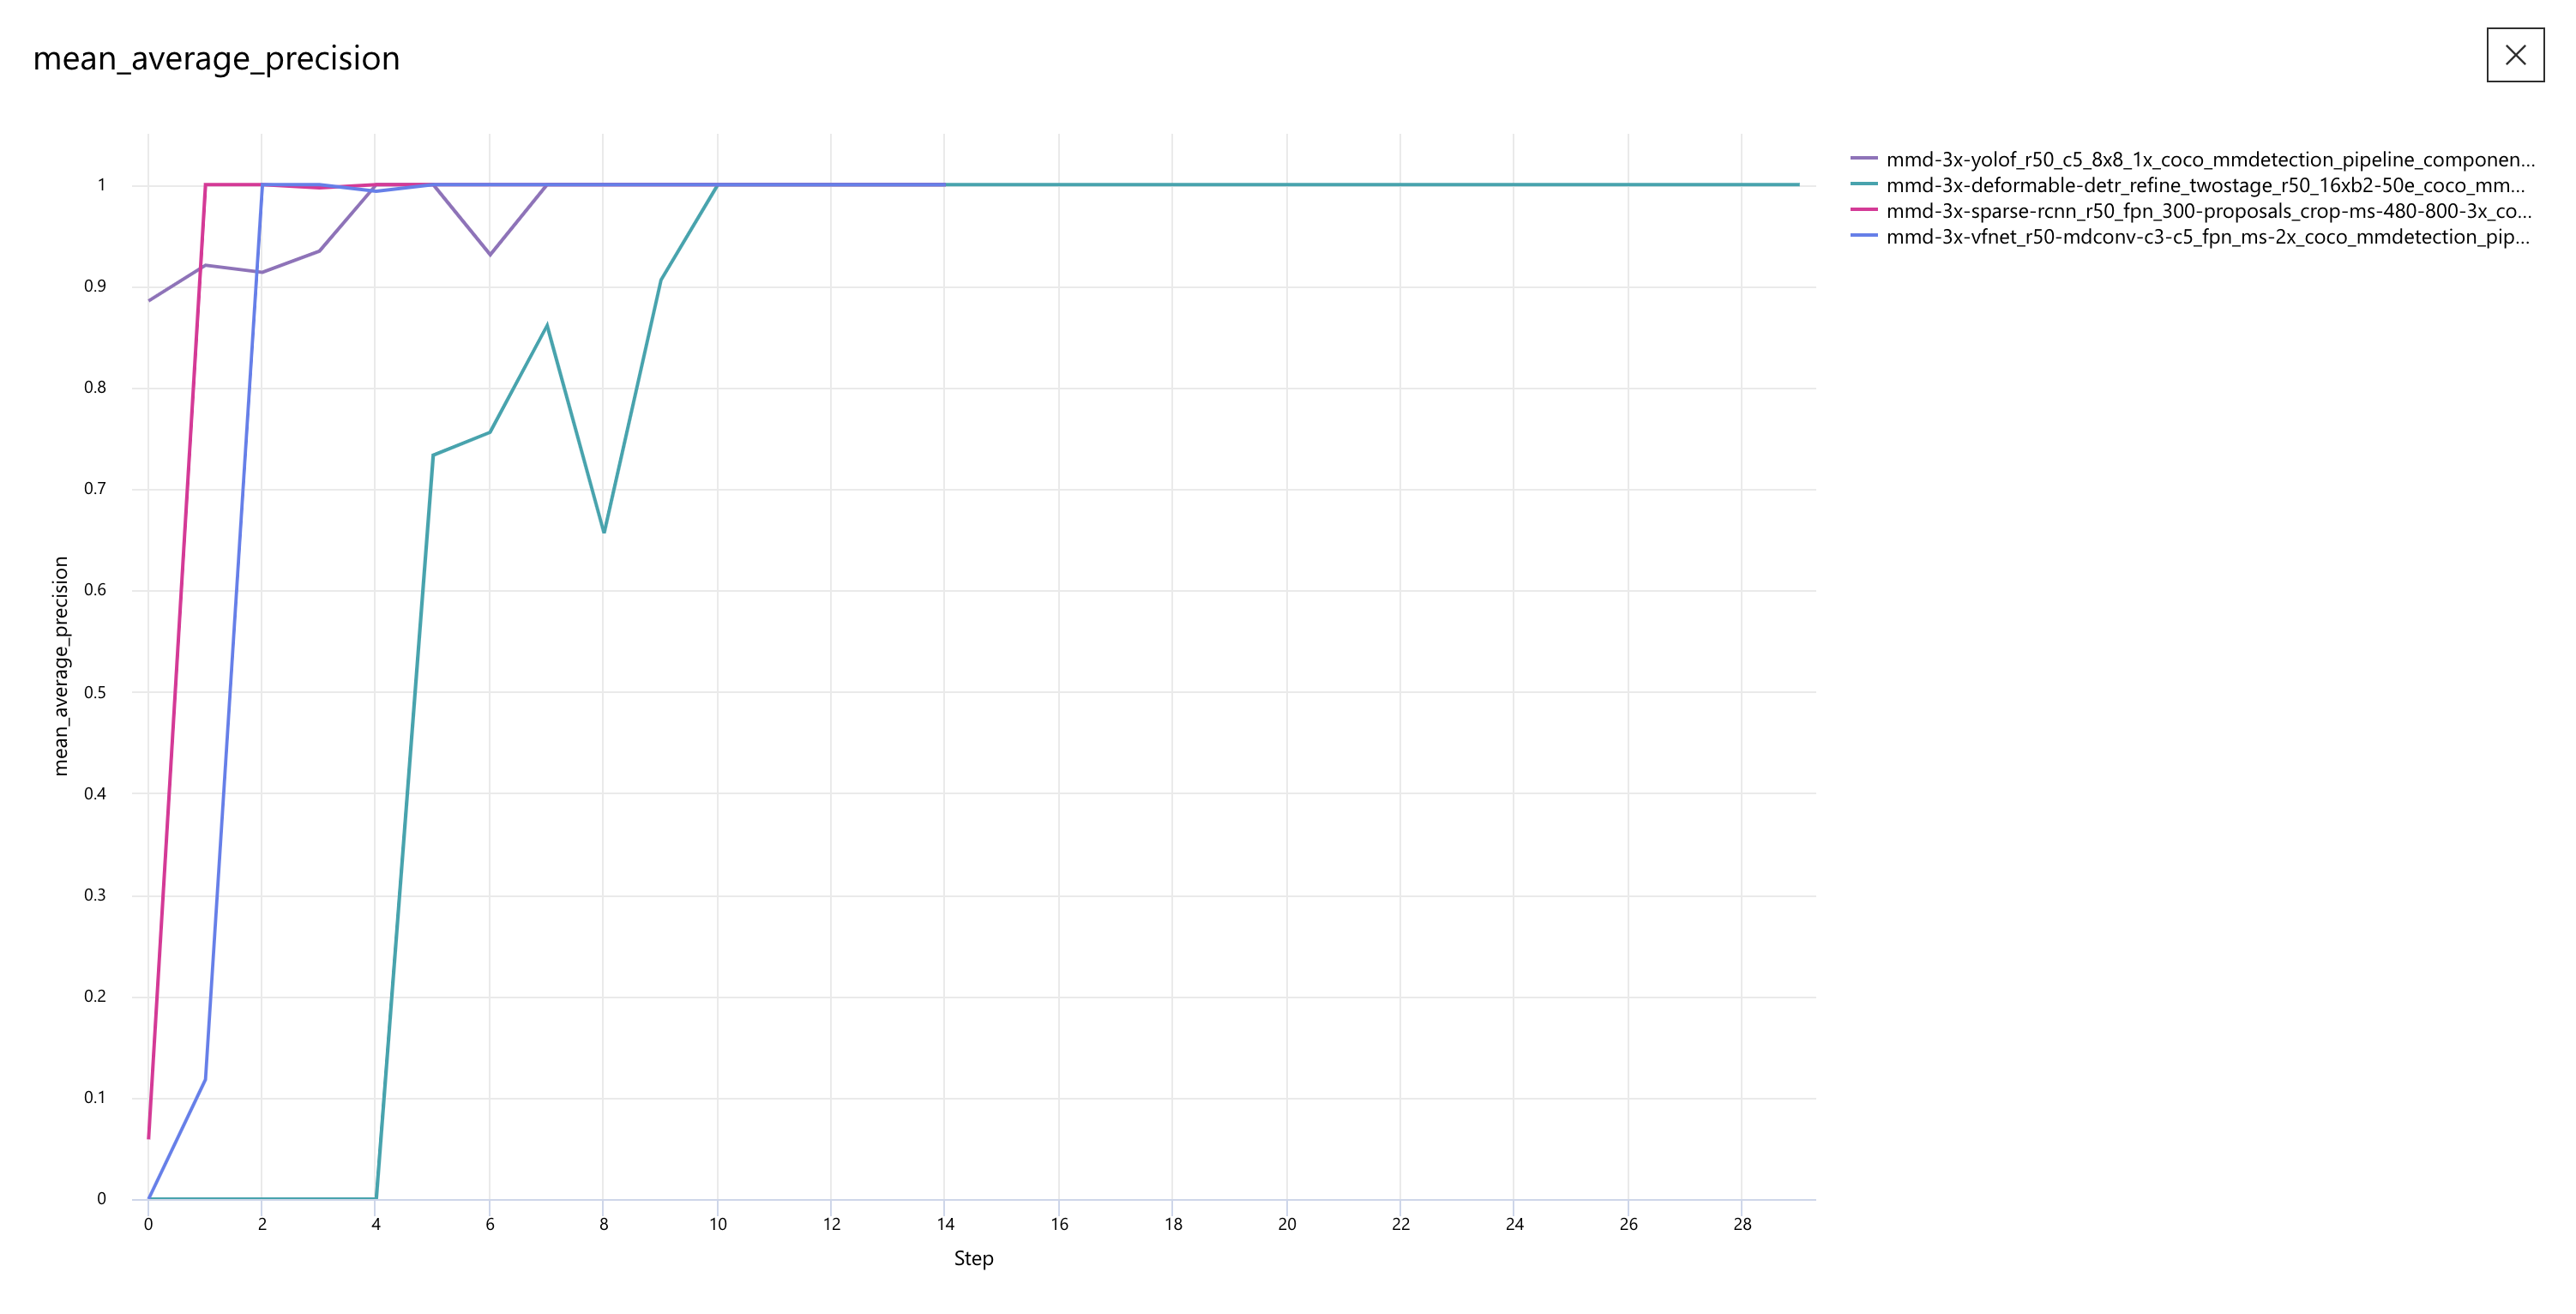 mean_average_precision
mmd-3x-yolof_r50_c5_8x8_1x_coco_mmdetection_pipeline_componen...
mmd-3x-deformable-detr_refine_twostage_r50_16xb2-50e_coco_mm...
mmd-3x-sparse-rcnn_r50_fpn_300-proposals_crop-ms-480-800-3x_co...
mmd-3x-vfnet_r50-mdconv-c3-c5_fpn_ms-2x_coco_mmdetection_pip...
mean_average_precision
1
0.9
0.8
0.7
0.6
0.5
0.4
0.3
0.2
0.1
0
0 2 4 6 8 10 12 14 16 18 20 22 24 26 28
Step